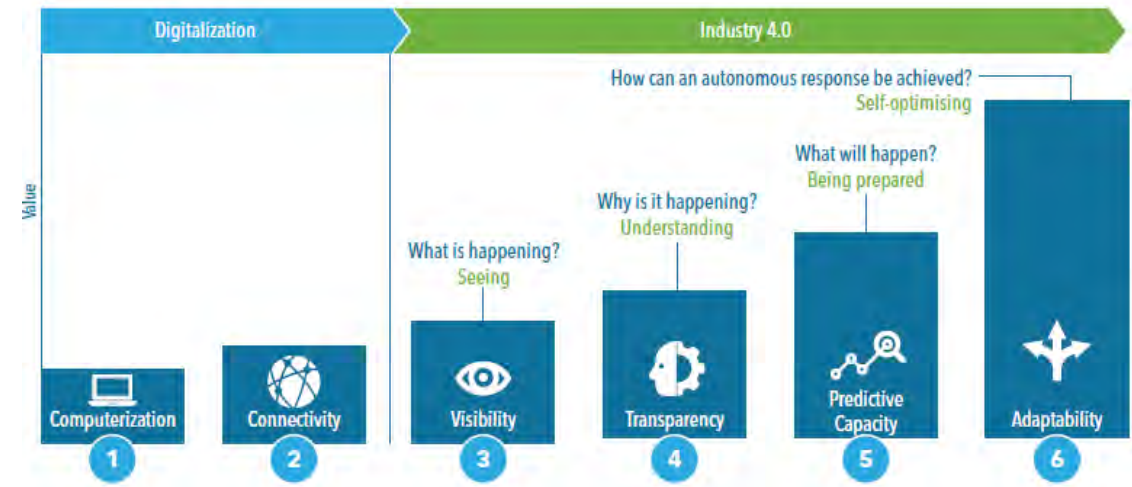 Digitalization
Industry 4.0
How can an autonomous response be achieved?
Self-optimising
What will happen?
Being prepared
Value
Why is it happening?
Understanding
What is happening?
Seeing
Computerization
Connectivity
Visibility
Transparency
Predictive
Capacity
Adaptability
1
2
3
4
5
6